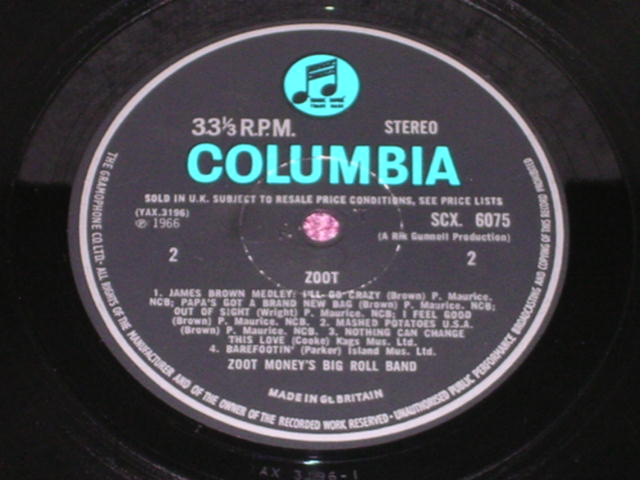 33⅓ R.P.M. STEREO
COLUMBIA
SOLD IN U.K. SUBJECT TO RESALE PRICE CONDITIONS, SEE PRICE LISTS
(YAX.3196) SCX. 6075
℗ 1966 (A Rik Gunnell Production)
2 2
ZOOT
1. JAMES BROWN MEDLEY: I'LL GO CRAZY (Brown) P. Maurice.
NCB; PAPA'S GOT A BRAND NEW BAG (Brown) P. Maurice. NCB;
OUT OF SIGHT (Wright) P. Maurice. NCB; I FEEL GOOD
(Brown) P. Maurice. NCB. 2. MASHED POTATOES U.S.A.
(Brown) P. Maurice. NCB. 3. NOTHING CAN CHANGE
THIS LOVE (Cooke) Kags Mus. Ltd.
4. BAREFOOTIN' (Parker) Island Mus. Ltd.
ZOOT MONEY'S BIG ROLL BAND
MADE IN Gt. BRITAIN
THE GRAMOPHONE CO. LTD. · ALL RIGHTS OF THE MANUFACTURER AND OF THE OWNER OF THE RECORDED WORK RESERVED · UNAUTHORISED PUBLIC PERFORMANCE BROADCASTING AND COPYING OF THIS RECORD PROHIBITED